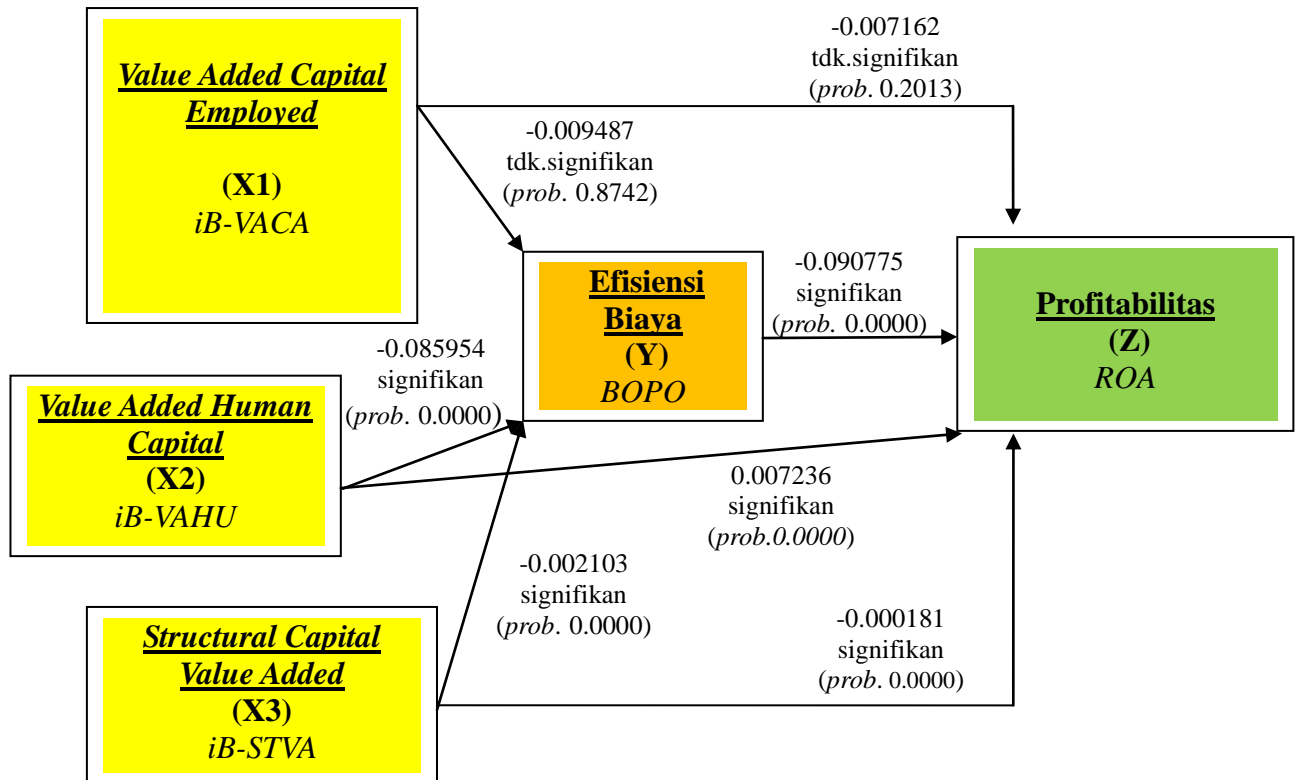 Value Added Capital
Employed
(X1)
iB-VACA
-0.007162
tdk.signifikan
(prob. 0.2013)
-0.009487
tdk.signifikan
(prob. 0.8742)
Efisiensi
Biaya
(Y)
BOPO
-0.090775
signifikan
(prob. 0.0000)
Profitabilitas
(Z)
ROA
-0.085954
signifikan
(prob. 0.0000)
Value Added Human
Capital
(X2)
iB-VAHU
0.007236
signifikan
(prob.0.0000)
-0.002103
signifikan
(prob. 0.0000)
-0.000181
signifikan
(prob. 0.0000)
Structural Capital
Value Added
(X3)
iB-STVA